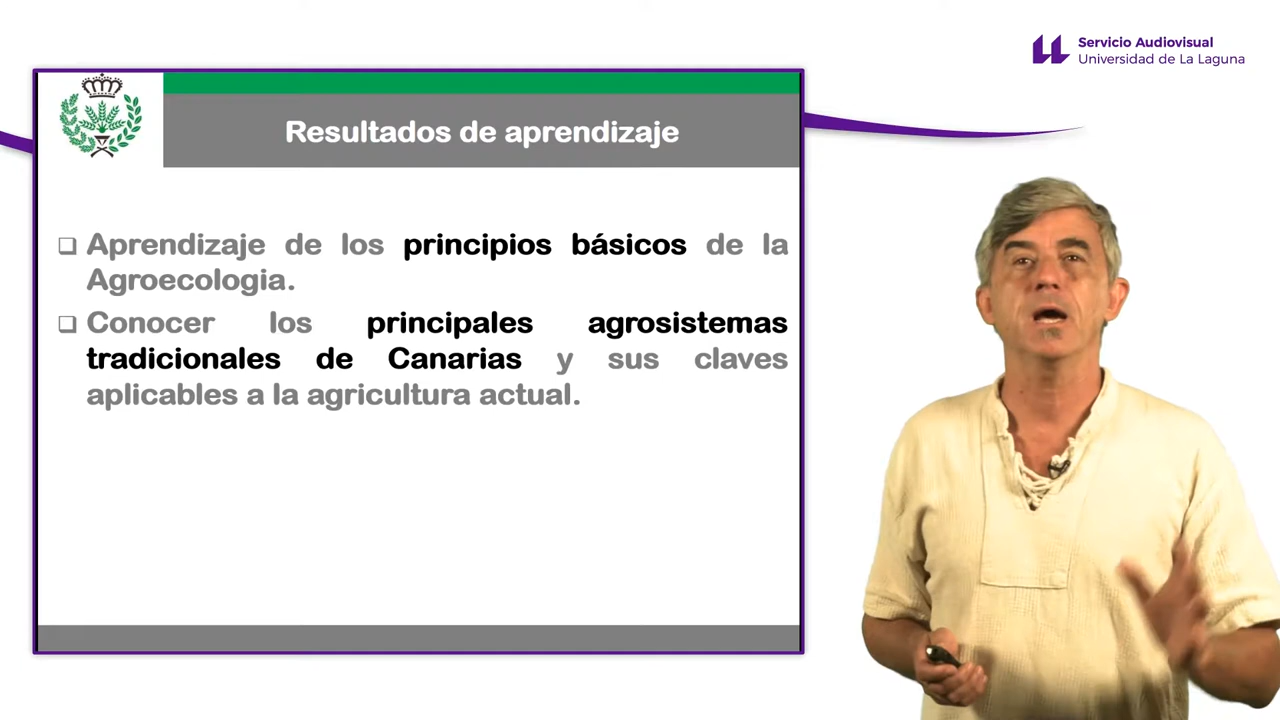 Servicio Audiovisual
Universidad de La Laguna
Resultados de aprendizaje
❑ Aprendizaje de los principios básicos de la
Agroecologia.
❑ Conocer los principales agrosistemas
tradicionales de Canarias y sus claves
aplicables a la agricultura actual.